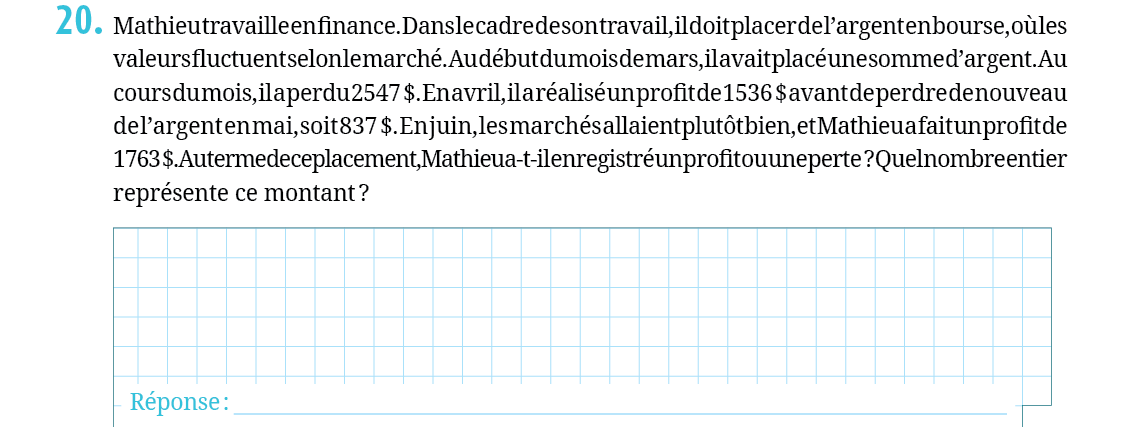 20. Mathieu travaille en finance. Dans le cadre de son travail, il doit placer de l’argent en bourse, où les
valeurs fluctuent selon le marché. Au début du mois de mars, il avait placé une somme d’argent. Au
cours du mois, il a perdu 2547 $. En avril, il a réalisé un profit de 1536 $ avant de perdre de nouveau
de l’argent en mai, soit 837 $. En juin, les marchés allaient plutôt bien, et Mathieu a fait un profit de
1763 $. Au terme de ce placement, Mathieu a-t-il enregistré un profit ou une perte ? Quel nombre entier
représente ce montant ?
Réponse :